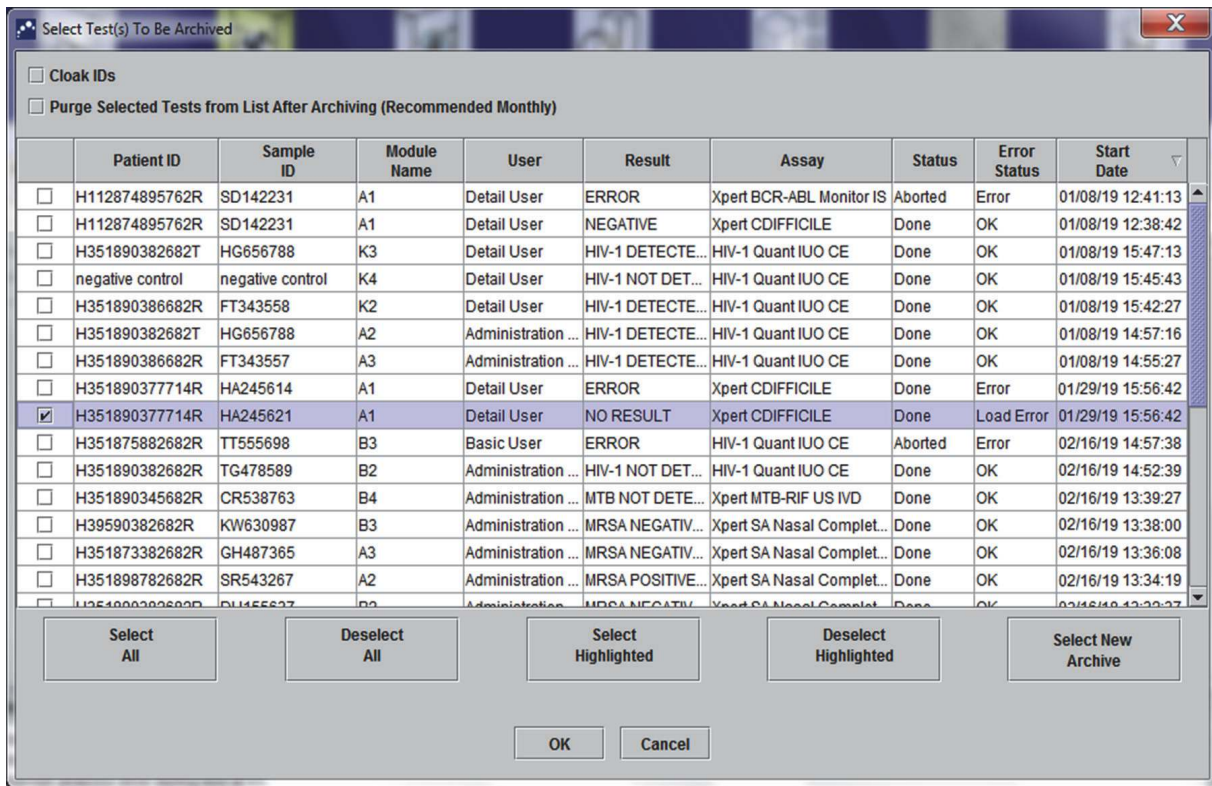 Select Test(s) To Be Archived
Cloak IDs
Purge Selected Tests from List After Archiving (Recommended Monthly)
Patient ID Sample ID Module Name User Result Assay Status Error Status Start Date
H112874895762R SD142231 A1 Detail User ERROR Xpert BCR-ABL Monitor IS Aborted Error 01/08/19 12:41:13
H112874895762R SD142231 A1 Detail User NEGATIVE Xpert CDIFFICILE Done OK 01/08/19 12:38:42
H351890382682T HG656788 K3 Detail User HIV-1 DETECTE... HIV-1 Quant IUO CE Done OK 01/08/19 15:47:13
negative control negative control K4 Detail User HIV-1 NOT DET... HIV-1 Quant IUO CE Done OK 01/08/19 15:45:43
H351890386682R FT343558 K2 Detail User HIV-1 DETECTE... HIV-1 Quant IUO CE Done OK 01/08/19 15:42:27
H351890382682T HG656788 A2 Administration ... HIV-1 DETECTE... HIV-1 Quant IUO CE Done OK 01/08/19 14:57:16
H351890386682R FT343557 A3 Administration ... HIV-1 DETECTE... HIV-1 Quant IUO CE Done OK 01/08/19 14:55:27
H351890377714R HA245614 A1 Detail User ERROR Xpert CDIFFICILE Done Error 01/29/19 15:56:42
H351890377714R HA245621 A1 Detail User NO RESULT Xpert CDIFFICILE Done Load Error 01/29/19 15:56:42
H351875882682R TT555698 B3 Basic User ERROR HIV-1 Quant IUO CE Aborted Error 02/16/19 14:57:38
H351890382682R TG478589 B2 Administration ... HIV-1 NOT DET... HIV-1 Quant IUO CE Done OK 02/16/19 14:52:39
H351890345682R CR538763 B4 Administration ... MTB NOT DETE... Xpert MTB-RIF US IVD Done OK 02/16/19 13:39:27
H39590382682R KW630987 B3 Administration ... MRSA NEGATIV... Xpert SA Nasal Complet... Done OK 02/16/19 13:38:00
H351873382682R GH487365 A3 Administration ... MRSA NEGATIV... Xpert SA Nasal Complet... Done OK 02/16/19 13:36:08
H351898782682R SR543267 A2 Administration ... MRSA POSITIVE... Xpert SA Nasal Complet... Done OK 02/16/19 13:34:19
Select All Deselect All Select Highlighted Deselect Highlighted Select New Archive
OK Cancel